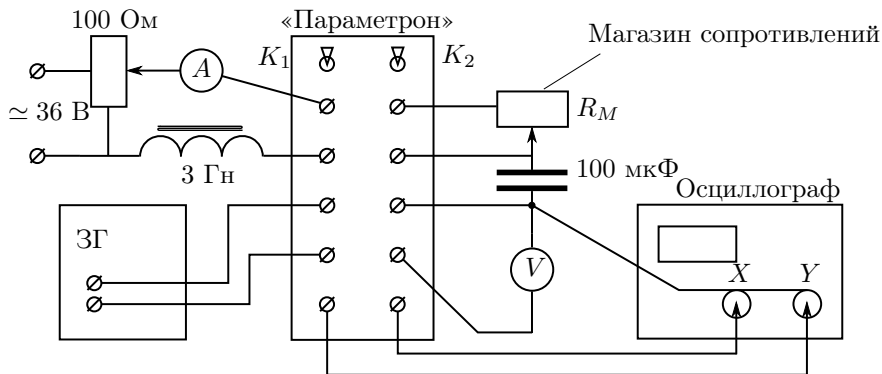 100 Ом
«Параметрон»
Магазин сопротивлений
K₁
K₂
A
≃ 36 В
R_M
3 Гн
100 мкФ
Осциллограф
ЗГ
V
X
Y